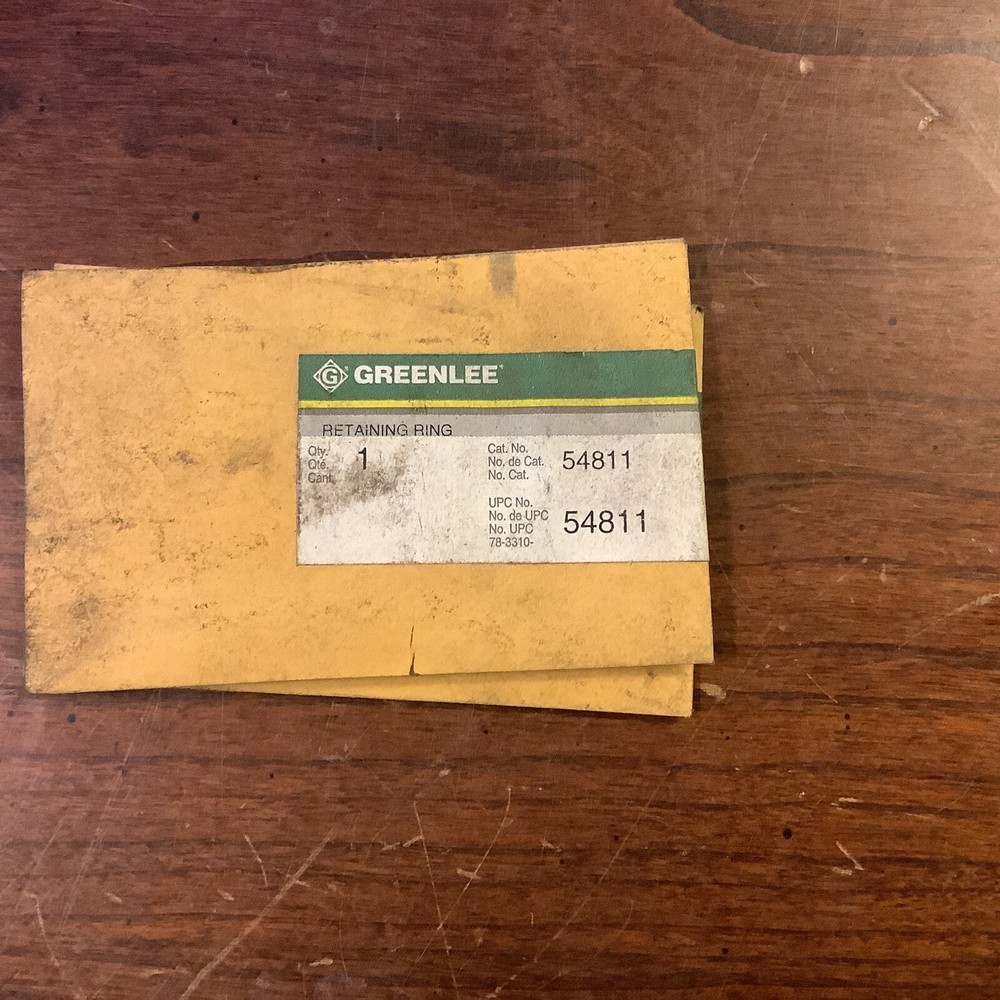 G GREENLEE®
RETAINING RING
Qty.
Qté.
Cant.
1
Cat. No.
No. de Cat.
No. Cat.
54811
UPC No.
No. de UPC
No. UPC
78-3310-
54811